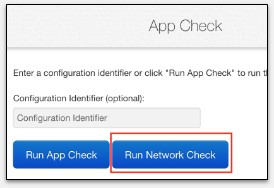 App Check
Enter a configuration identifier or click "Run App Check" to run
Configuration Identifier (optional):
Configuration Identifier
Run App Check
Run Network Check